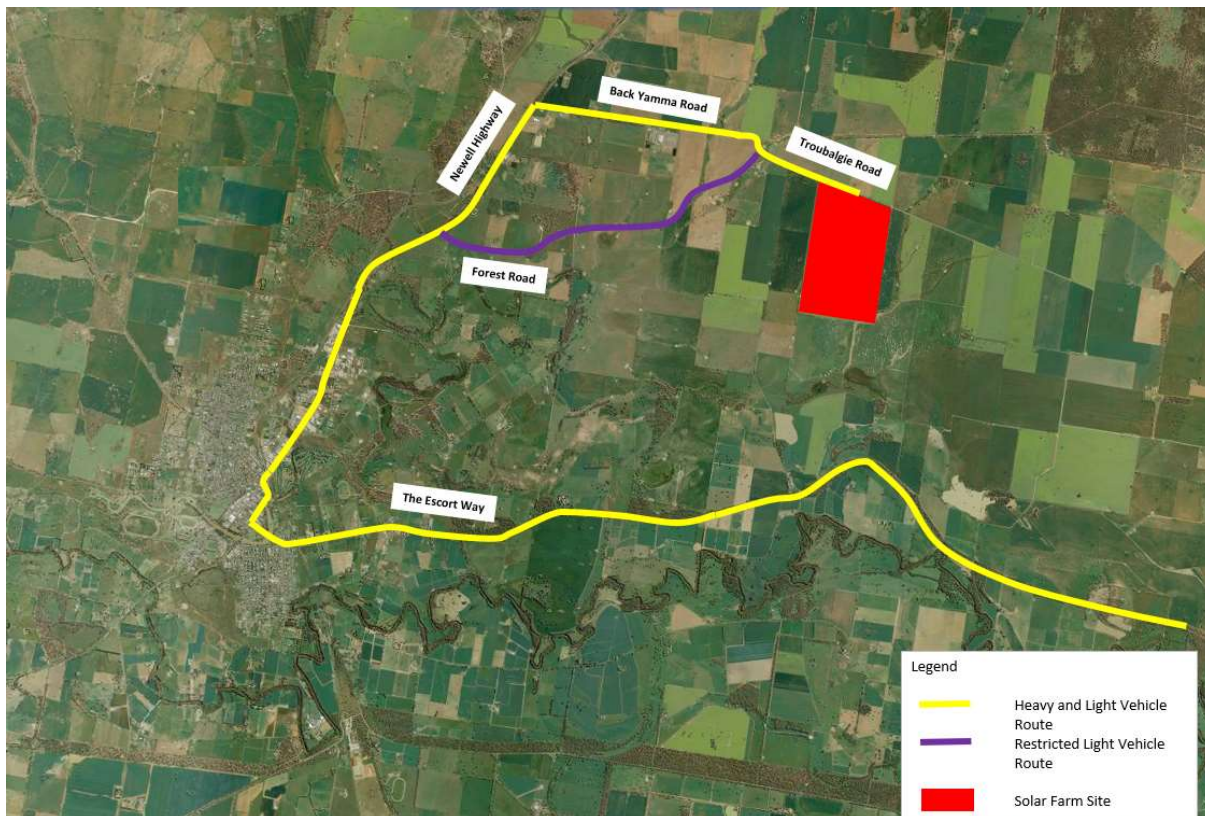 Back Yamma Road
Newell Highway
Troubalgie Road
Forest Road
The Escort Way
Legend
Heavy and Light Vehicle
Route
Restricted Light Vehicle
Route
Solar Farm Site